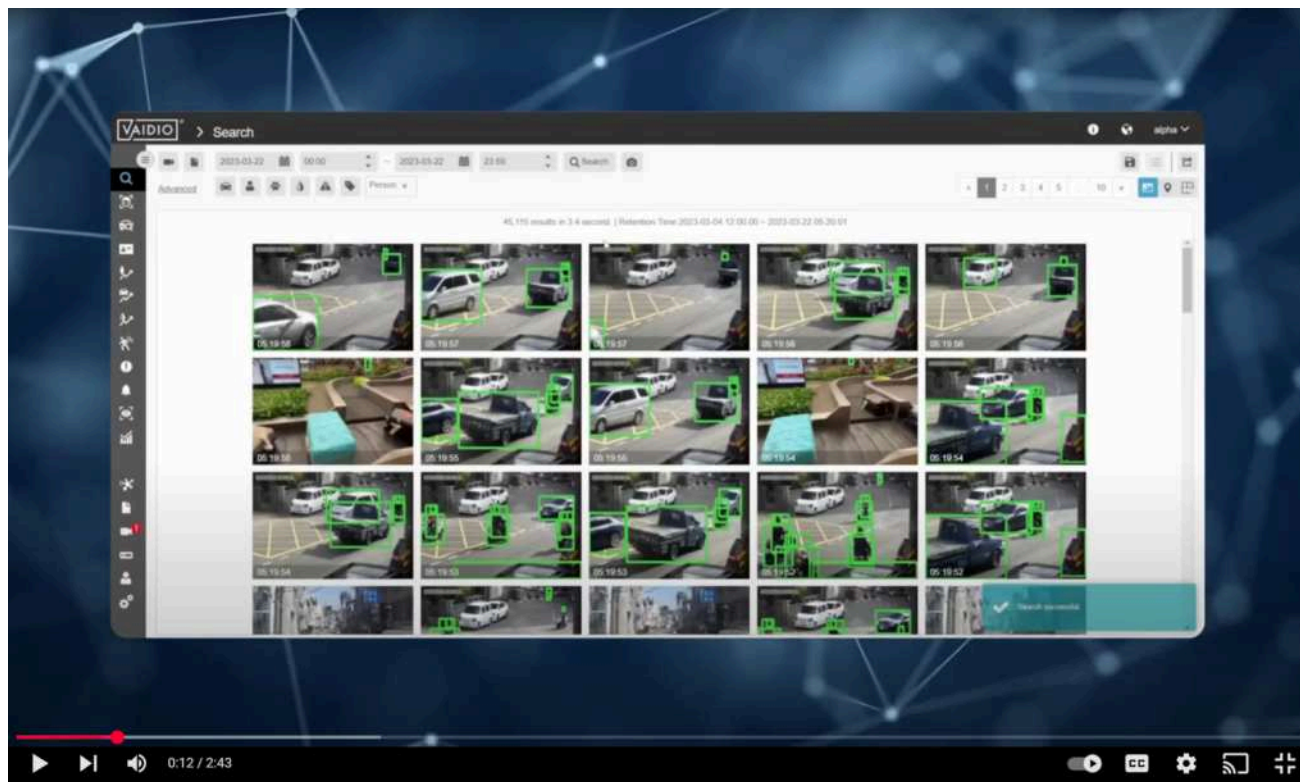 VAIDIO > Search
alpha
2023-03-22 00:00 ~ 2023-03-22 23:59 Search
Advanced Person × « 1 2 3 4 5 ... 10 »
45,115 results in 3.4 second. | Retention Time 2023-03-04 12:00:00 ~ 2023-03-22 05:20:01
05:19:58 05:19:57 05:19:57 05:19:56 05:19:56
05:19:56 05:19:55 05:19:55 05:19:54 05:19:54
05:19:54 05:19:53 05:19:53 05:19:52 05:19:52
Search successful
0:12 / 2:43
CC